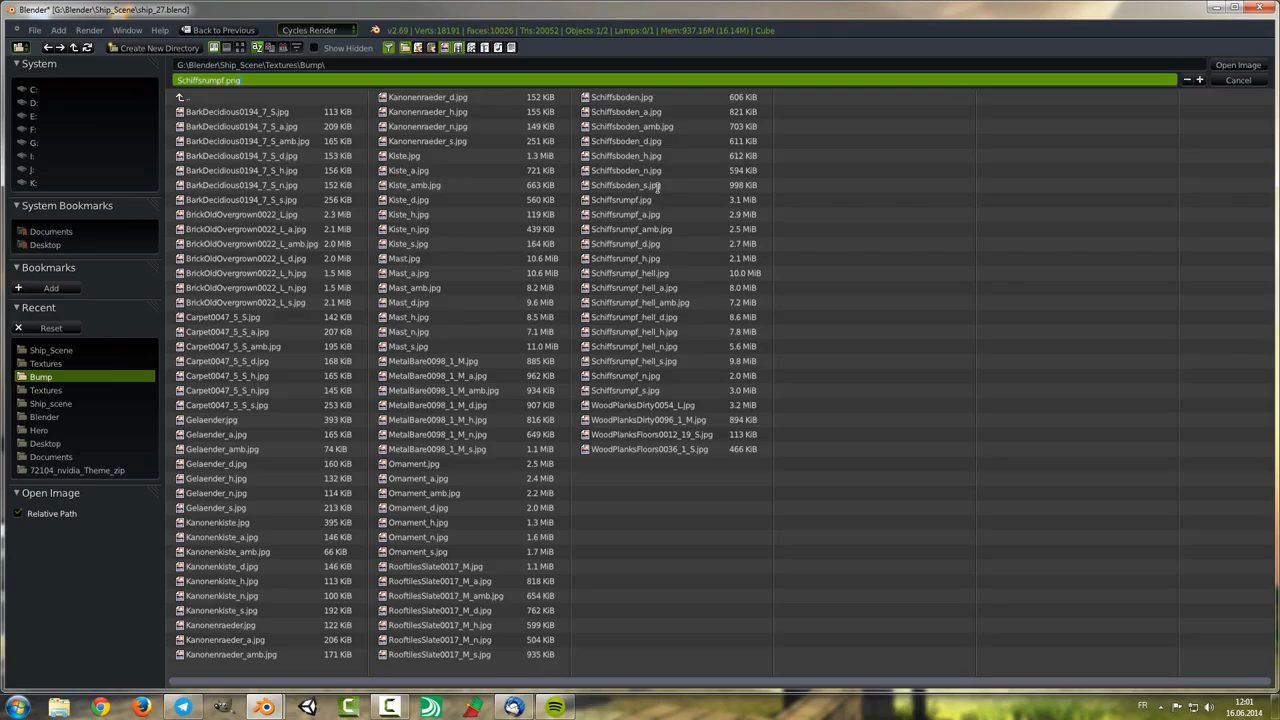 Blender* [G:\Blender\Ship_Scene\ship_27.blend]
File Add Render Window Help Back to Previous Cycles Render v2.69 | Verts:18191 | Faces:10026 | Tris:20052 | Objects:1/2 | Lamps:0/1 | Mem:937.16M (16.14M) | Cube
Create New Directory Show Hidden
System
C:
D:
E:
F:
G:
I:
J:
K:
System Bookmarks
Documents
Desktop
Bookmarks
Add
Recent
Reset
Ship_Scene
Textures
Bump
Textures
Ship_scene
Blender
Hero
Desktop
Documents
72104_nvidia_Theme_zip
Open Image
Relative Path
G:\Blender\Ship_Scene\Textures\Bump\ Open Image
Schiffsrumpf.png Cancel
..
BarkDecidious0194_7_S.jpg 113 KiB
BarkDecidious0194_7_S_a.jpg 209 KiB
BarkDecidious0194_7_S_amb.jpg 165 KiB
BarkDecidious0194_7_S_d.jpg 153 KiB
BarkDecidious0194_7_S_h.jpg 156 KiB
BarkDecidious0194_7_S_n.jpg 152 KiB
BarkDecidious0194_7_S_s.jpg 256 KiB
BrickOldOvergrown0022_L.jpg 2.3 MiB
BrickOldOvergrown0022_L_a.jpg 2.1 MiB
BrickOldOvergrown0022_L_amb.jpg 2.0 MiB
BrickOldOvergrown0022_L_d.jpg 2.0 MiB
BrickOldOvergrown0022_L_h.jpg 1.5 MiB
BrickOldOvergrown0022_L_n.jpg 1.5 MiB
BrickOldOvergrown0022_L_s.jpg 2.1 MiB
Carpet0047_5_S.jpg 142 KiB
Carpet0047_5_S_a.jpg 207 KiB
Carpet0047_5_S_amb.jpg 195 KiB
Carpet0047_5_S_d.jpg 168 KiB
Carpet0047_5_S_h.jpg 165 KiB
Carpet0047_5_S_n.jpg 145 KiB
Carpet0047_5_S_s.jpg 253 KiB
Gelaender.jpg 393 KiB
Gelaender_a.jpg 165 KiB
Gelaender_amb.jpg 74 KiB
Gelaender_d.jpg 160 KiB
Gelaender_h.jpg 132 KiB
Gelaender_n.jpg 114 KiB
Gelaender_s.jpg 213 KiB
Kanonenkiste.jpg 395 KiB
Kanonenkiste_a.jpg 146 KiB
Kanonenkiste_amb.jpg 66 KiB
Kanonenkiste_d.jpg 146 KiB
Kanonenkiste_h.jpg 113 KiB
Kanonenkiste_n.jpg 100 KiB
Kanonenkiste_s.jpg 192 KiB
Kanonenraeder.jpg 122 KiB
Kanonenraeder_a.jpg 206 KiB
Kanonenraeder_amb.jpg 171 KiB
Kanonenraeder_d.jpg 152 KiB
Kanonenraeder_h.jpg 155 KiB
Kanonenraeder_n.jpg 149 KiB
Kanonenraeder_s.jpg 251 KiB
Kiste.jpg 1.3 MiB
Kiste_a.jpg 721 KiB
Kiste_amb.jpg 663 KiB
Kiste_d.jpg 560 KiB
Kiste_h.jpg 119 KiB
Kiste_n.jpg 439 KiB
Kiste_s.jpg 164 KiB
Mast.jpg 10.6 MiB
Mast_a.jpg 10.6 MiB
Mast_amb.jpg 8.2 MiB
Mast_d.jpg 9.6 MiB
Mast_h.jpg 8.5 MiB
Mast_n.jpg 7.1 MiB
Mast_s.jpg 11.0 MiB
MetalBare0098_1_M.jpg 885 KiB
MetalBare0098_1_M_a.jpg 962 KiB
MetalBare0098_1_M_amb.jpg 934 KiB
MetalBare0098_1_M_d.jpg 907 KiB
MetalBare0098_1_M_h.jpg 816 KiB
MetalBare0098_1_M_n.jpg 649 KiB
MetalBare0098_1_M_s.jpg 1.1 MiB
Ornament.jpg 2.5 MiB
Ornament_a.jpg 2.4 MiB
Ornament_amb.jpg 2.2 MiB
Ornament_d.jpg 2.0 MiB
Ornament_h.jpg 1.3 MiB
Ornament_n.jpg 1.6 MiB
Ornament_s.jpg 1.7 MiB
RooftilesSlate0017_M.jpg 1.1 MiB
RooftilesSlate0017_M_a.jpg 818 KiB
RooftilesSlate0017_M_amb.jpg 654 KiB
RooftilesSlate0017_M_d.jpg 762 KiB
RooftilesSlate0017_M_h.jpg 599 KiB
RooftilesSlate0017_M_n.jpg 504 KiB
RooftilesSlate0017_M_s.jpg 935 KiB
Schiffsboden.jpg 606 KiB
Schiffsboden_a.jpg 821 KiB
Schiffsboden_amb.jpg 703 KiB
Schiffsboden_d.jpg 611 KiB
Schiffsboden_h.jpg 612 KiB
Schiffsboden_n.jpg 594 KiB
Schiffsboden_s.jpg 998 KiB
Schiffsrumpf.jpg 3.1 MiB
Schiffsrumpf_a.jpg 2.9 MiB
Schiffsrumpf_amb.jpg 2.5 MiB
Schiffsrumpf_d.jpg 2.7 MiB
Schiffsrumpf_h.jpg 2.1 MiB
Schiffsrumpf_hell.jpg 10.0 MiB
Schiffsrumpf_hell_a.jpg 8.0 MiB
Schiffsrumpf_hell_amb.jpg 7.2 MiB
Schiffsrumpf_hell_d.jpg 8.6 MiB
Schiffsrumpf_hell_h.jpg 7.8 MiB
Schiffsrumpf_hell_n.jpg 5.6 MiB
Schiffsrumpf_hell_s.jpg 9.8 MiB
Schiffsrumpf_n.jpg 2.0 MiB
Schiffsrumpf_s.jpg 3.0 MiB
WoodPlanksDirty0054_L.jpg 3.2 MiB
WoodPlanksDirty0096_1_M.jpg 894 KiB
WoodPlanksFloors0012_19_S.jpg 113 KiB
WoodPlanksFloors0036_1_S.jpg 466 KiB
FR 12:01
16.06.2014